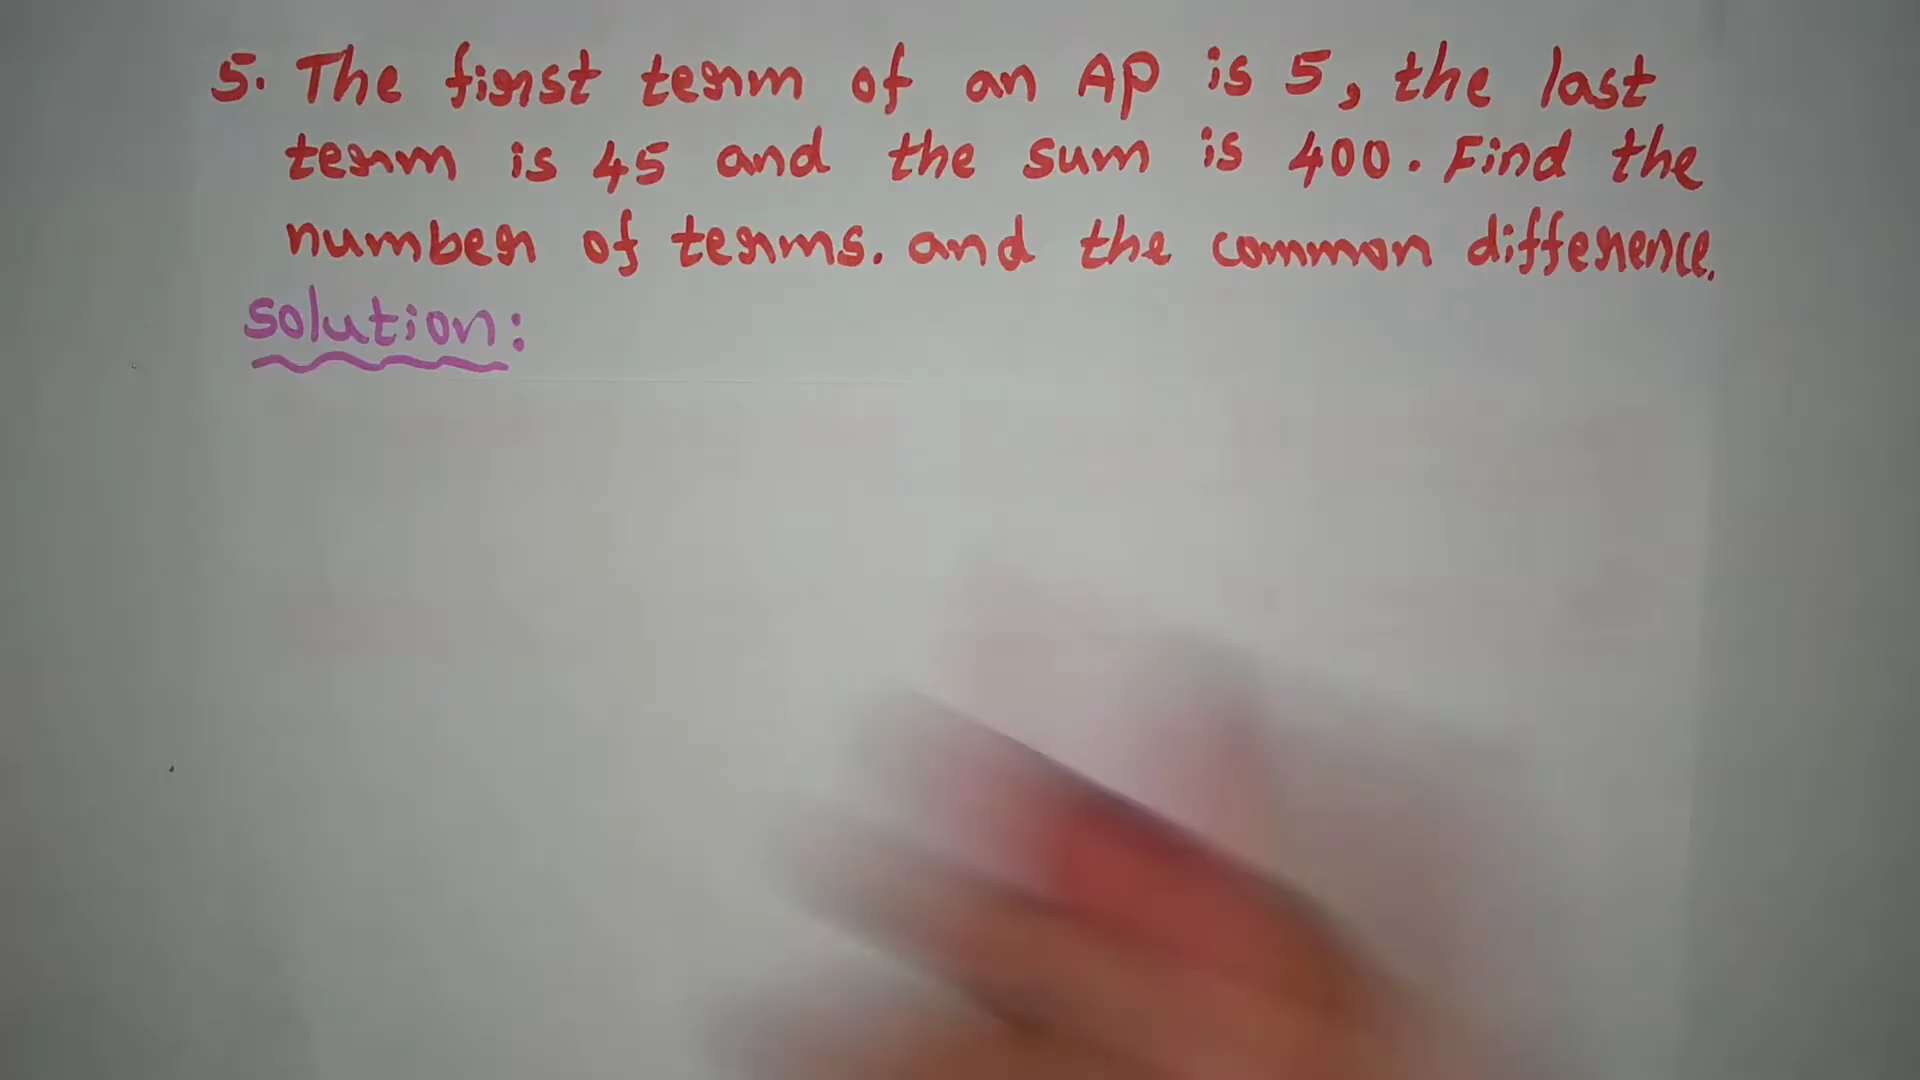 5. The first term of an AP is 5, the last
term is 45 and the sum is 400. Find the
number of terms. and the common difference.
Solution: